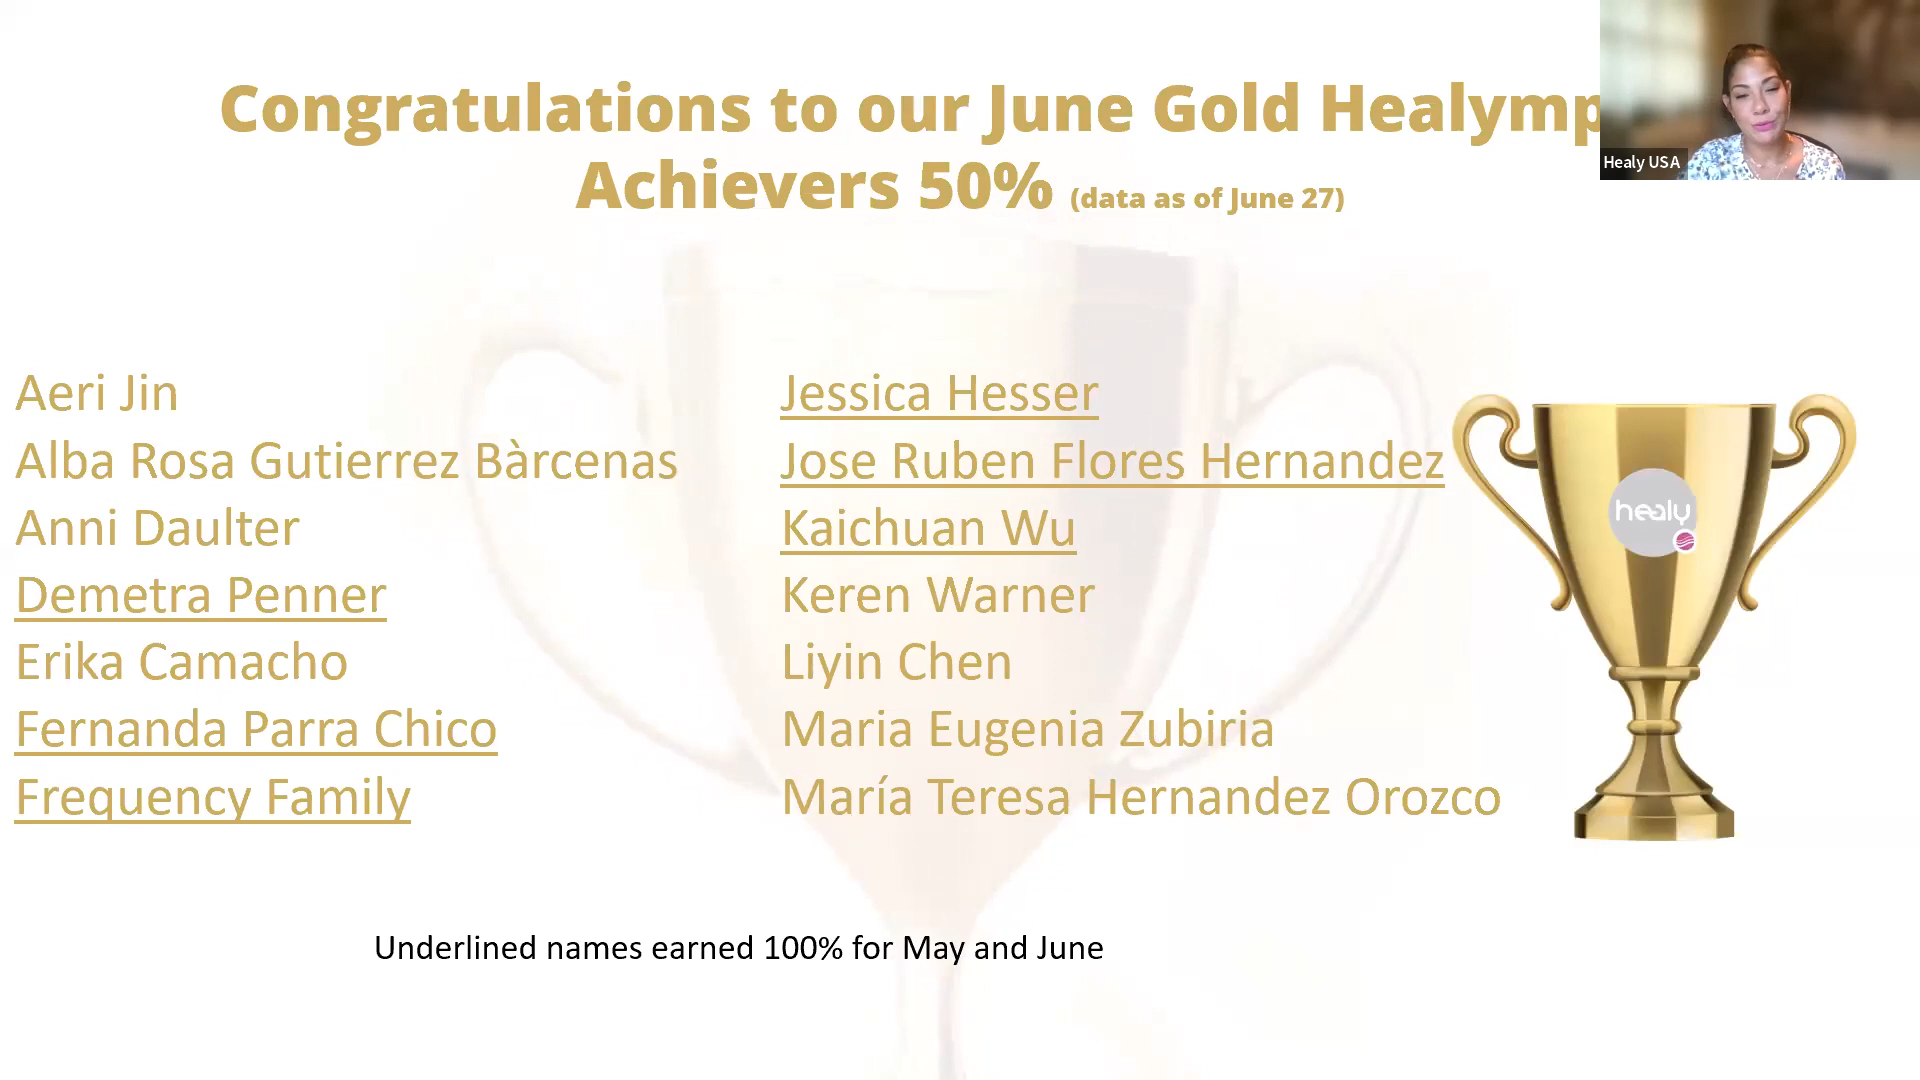 Congratulations to our June Gold Healymp
Achievers 50% (data as of June 27)
Healy USA
Aeri Jin
Alba Rosa Gutierrez Bàrcenas
Anni Daulter
Demetra Penner
Erika Camacho
Fernanda Parra Chico
Frequency Family
Jessica Hesser
Jose Ruben Flores Hernandez
Kaichuan Wu
Keren Warner
Liyin Chen
Maria Eugenia Zubiria
María Teresa Hernandez Orozco
healy
Underlined names earned 100% for May and June